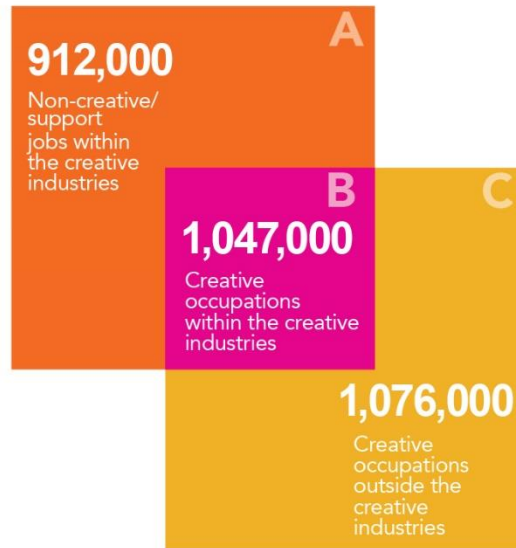 A
912,000
Non-creative/
support
jobs within
the creative
industries
B
1,047,000
Creative
occupations
within the creative
industries
C
1,076,000
Creative
occupations
outside the
creative
industries